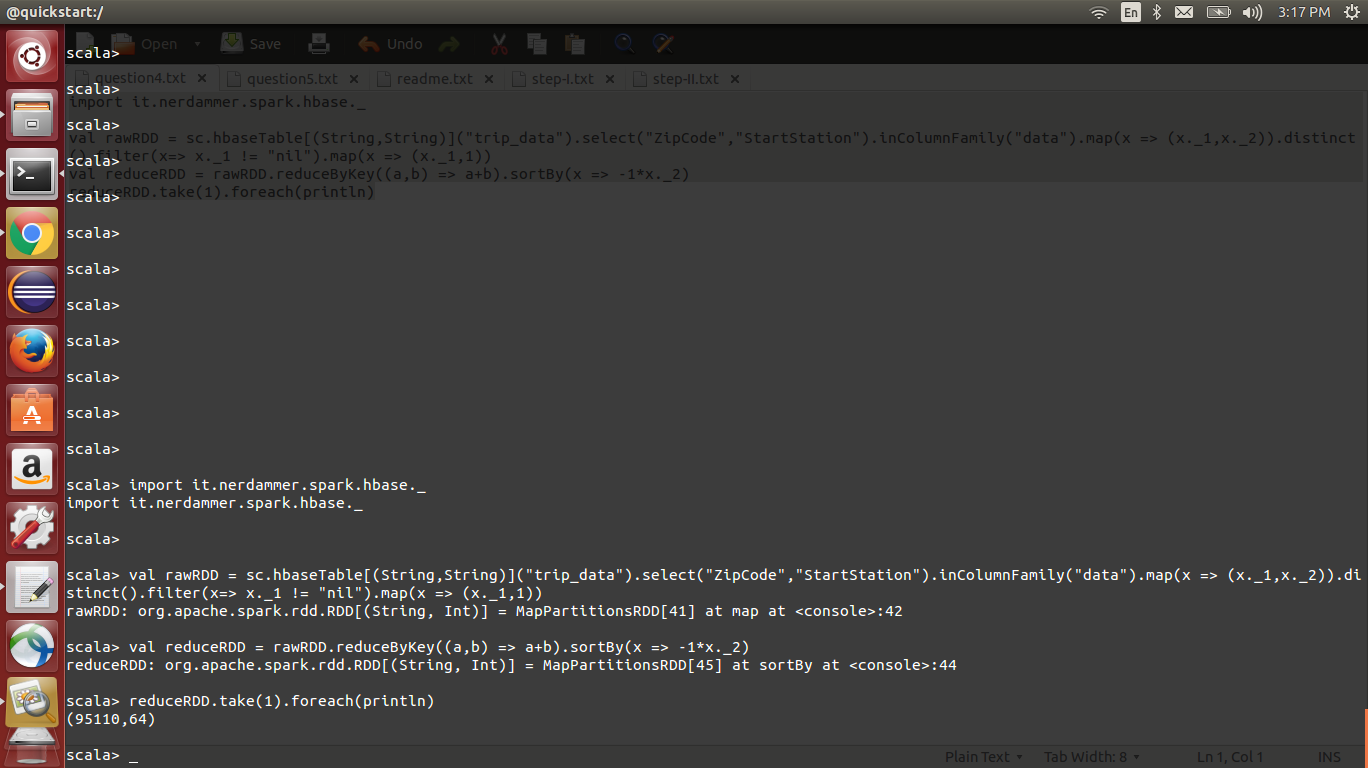 @quickstart:/
En
3:17 PM
Open
Save
Undo
scala>
question4.txt
question5.txt
readme.txt
step-I.txt
step-II.txt
scala>
import it.nerdammer.spark.hbase._
scala>
val rawRDD = sc.hbaseTable[(String,String)]("trip_data").select("ZipCode","StartStation").inColumnFamily("data").map(x => (x._1,x._2)).distinct
().filter(x=> x._1 != "nil").map(x => (x._1,1))
scala>
val reduceRDD = rawRDD.reduceByKey((a,b) => a+b).sortBy(x => -1*x._2)
reduceRDD.take(1).foreach(println)
scala>
scala>
scala>
scala>
scala>
scala>
scala>
scala>
scala> import it.nerdammer.spark.hbase._
import it.nerdammer.spark.hbase._
scala>
scala> val rawRDD = sc.hbaseTable[(String,String)]("trip_data").select("ZipCode","StartStation").inColumnFamily("data").map(x => (x._1,x._2)).di
stinct().filter(x=> x._1 != "nil").map(x => (x._1,1))
rawRDD: org.apache.spark.rdd.RDD[(String, Int)] = MapPartitionsRDD[41] at map at <console>:42
scala> val reduceRDD = rawRDD.reduceByKey((a,b) => a+b).sortBy(x => -1*x._2)
reduceRDD: org.apache.spark.rdd.RDD[(String, Int)] = MapPartitionsRDD[45] at sortBy at <console>:44
scala> reduceRDD.take(1).foreach(println)
(95110,64)
scala> _
Plain Text
Tab Width: 8
Ln 1, Col 1
INS